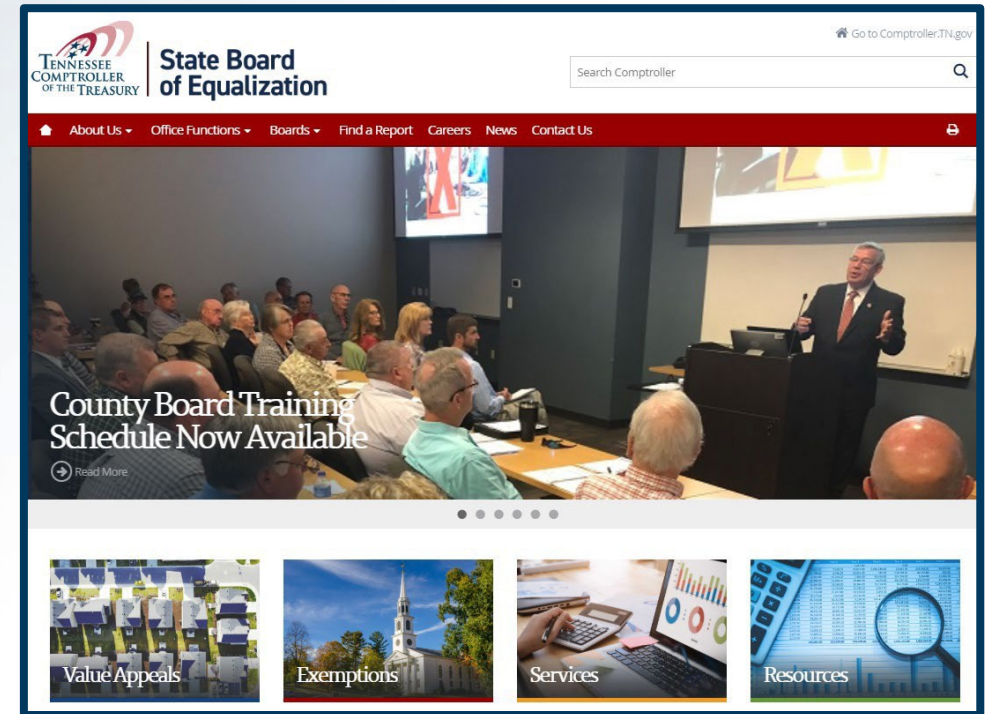 Go to Comptroller.TN.gov
TENNESSEE
COMPTROLLER
OF THE TREASURY
State Board
of Equalization
Search Comptroller
About Us
Office Functions
Boards
Find a Report
Careers
News
Contact Us
X
County Board Training
Schedule Now Available
Read More
Value Appeals
Exemptions
Services
Resources